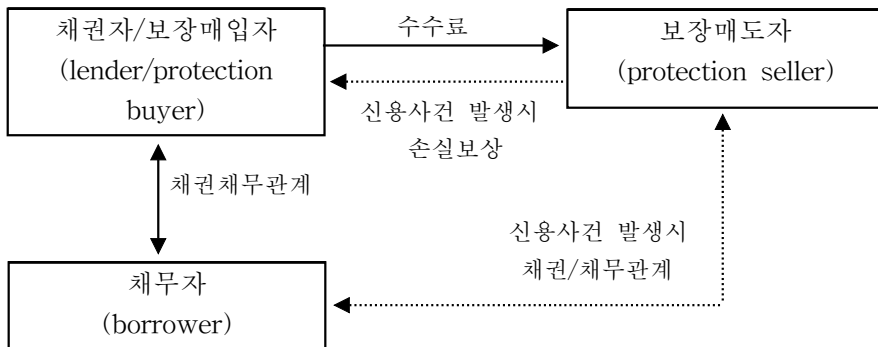 채권자/보장매입자
(lender/protection
buyer)
수수료
보장매도자
(protection seller)
신용사건 발생시
손실보상
채권채무관계
신용사건 발생시
채권/채무관계
채무자
(borrower)